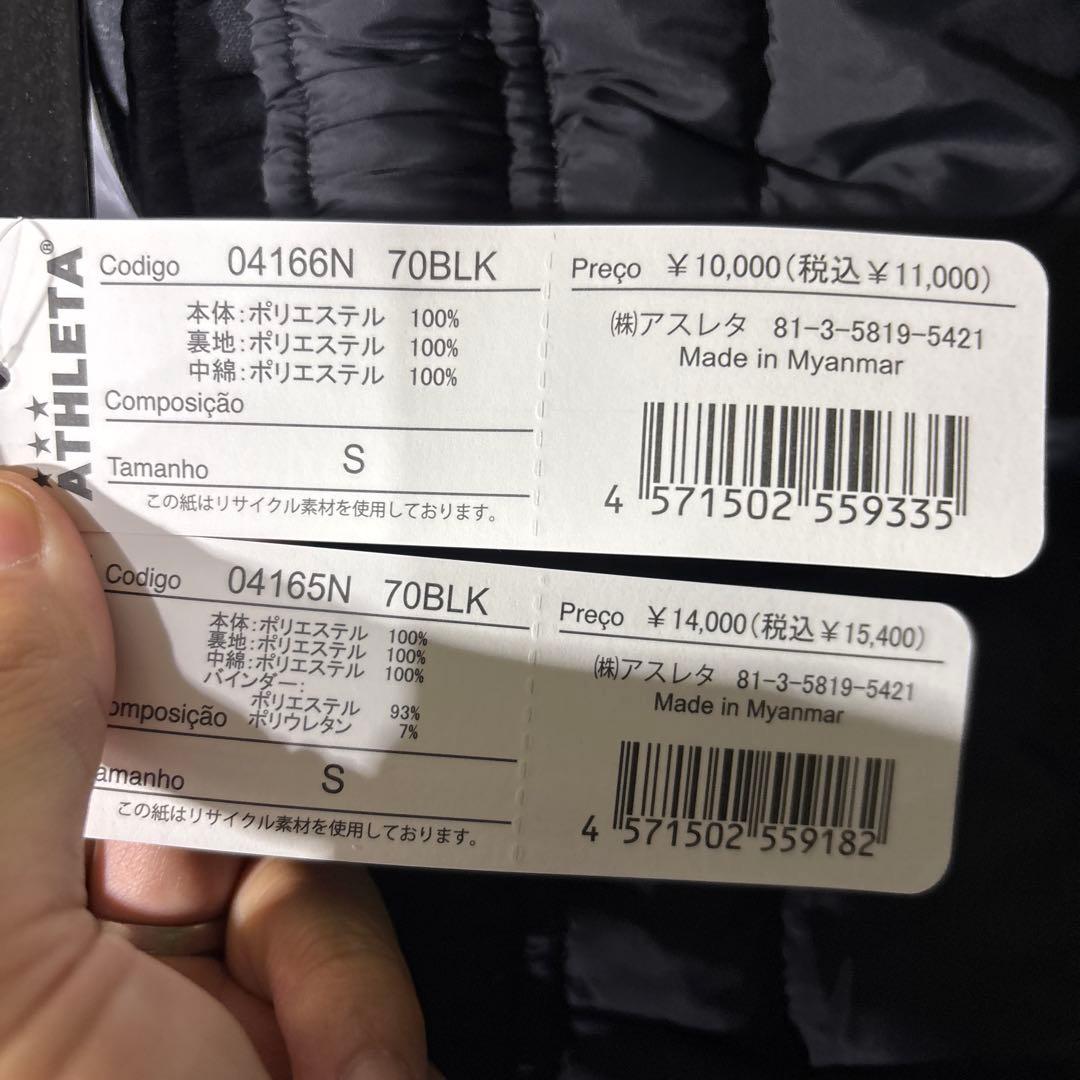 ATHLETA®
Codigo 04166N 70BLK
本体:ポリエステル 100%
裏地:ポリエステル 100%
中綿:ポリエステル 100%
Composição
Tamanho S
この紙はリサイクル素材を使用しております。
Preço ¥10,000(税込¥11,000)
㈱アスレタ 81-3-5819-5421
Made in Myanmar
4 571502 559335
Codigo 04165N 70BLK
本体:ポリエステル 100%
裏地:ポリエステル 100%
中綿:ポリエステル 100%
バインダー:
ポリエステル 93%
omposição ポリウレタン 7%
amanho S
この紙はリサイクル素材を使用しております。
Preço ¥14,000(税込¥15,400)
㈱アスレタ 81-3-5819-5421
Made in Myanmar
4 571502 559182